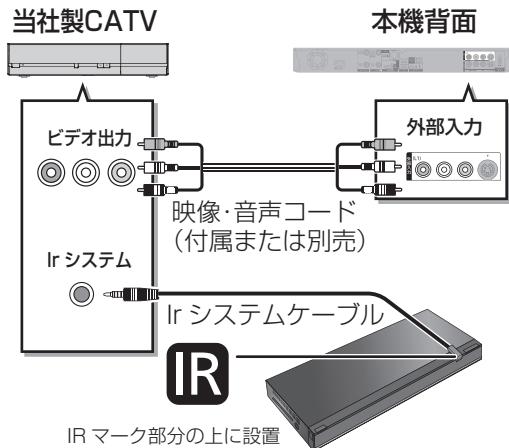 当社製CATV
本機背面
ビデオ出力
外部入力
(L1)
映像・音声コード
（付属または別売）
Ir システム
Ir システムケーブル
IR
IR マーク部分の上に設置